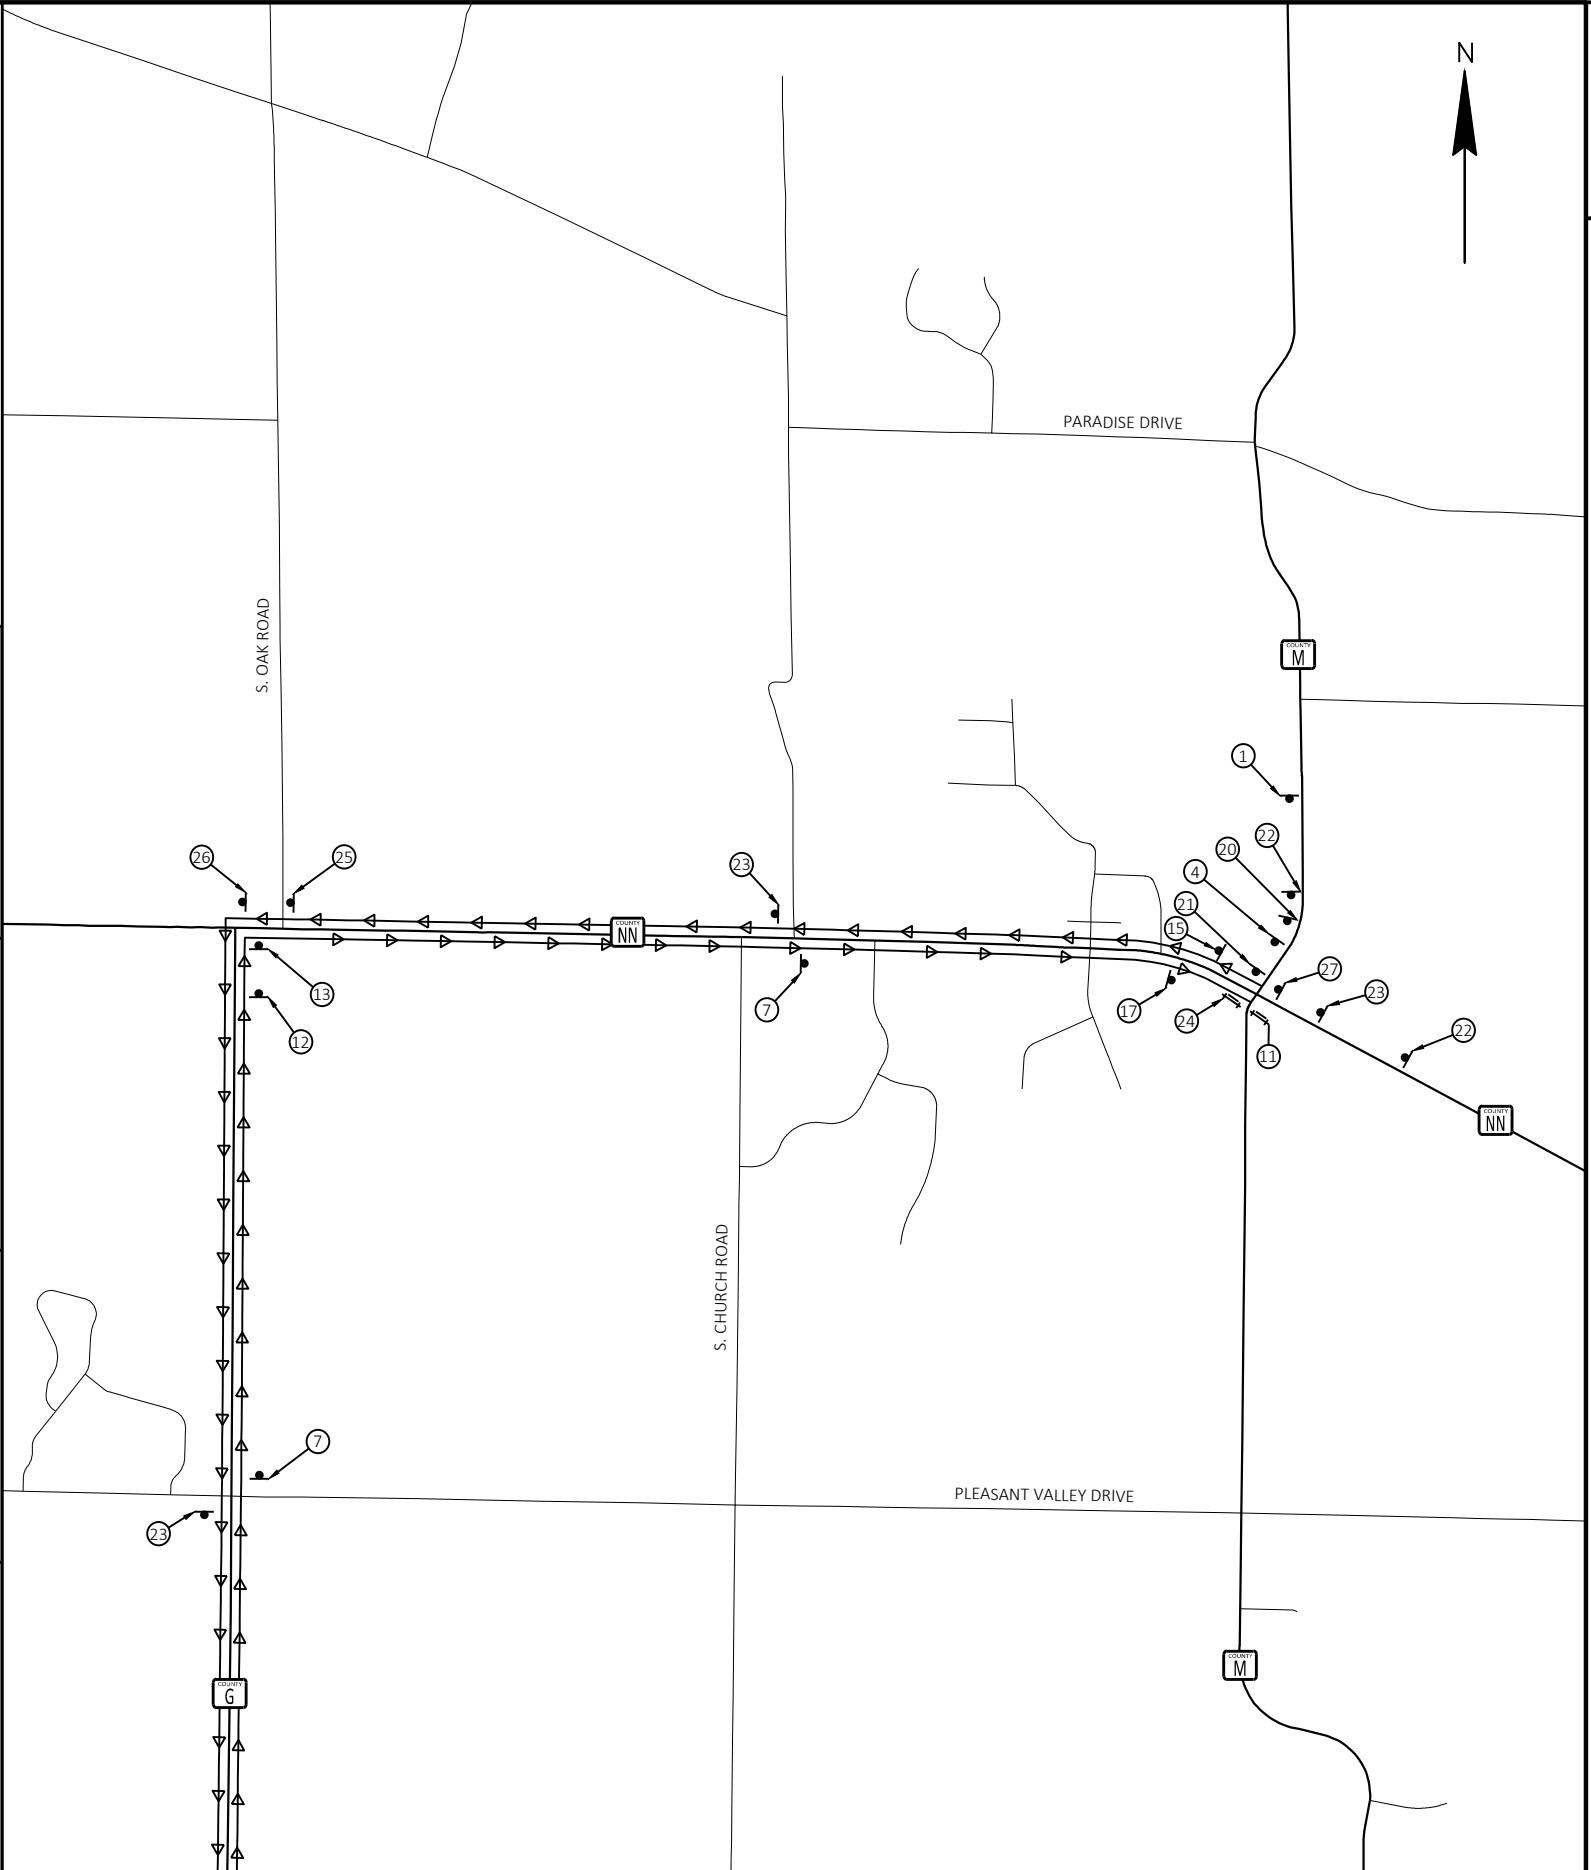 N
PARADISE DRIVE
S. OAK ROAD
COUNTY
M
1
22
20
4
21
15
26
25
23
COUNTY
NN
13
12
7
17
24
11
27
23
22
COUNTY
NN
S. CHURCH ROAD
7
PLEASANT VALLEY DRIVE
23
COUNTY
G
COUNTY
M